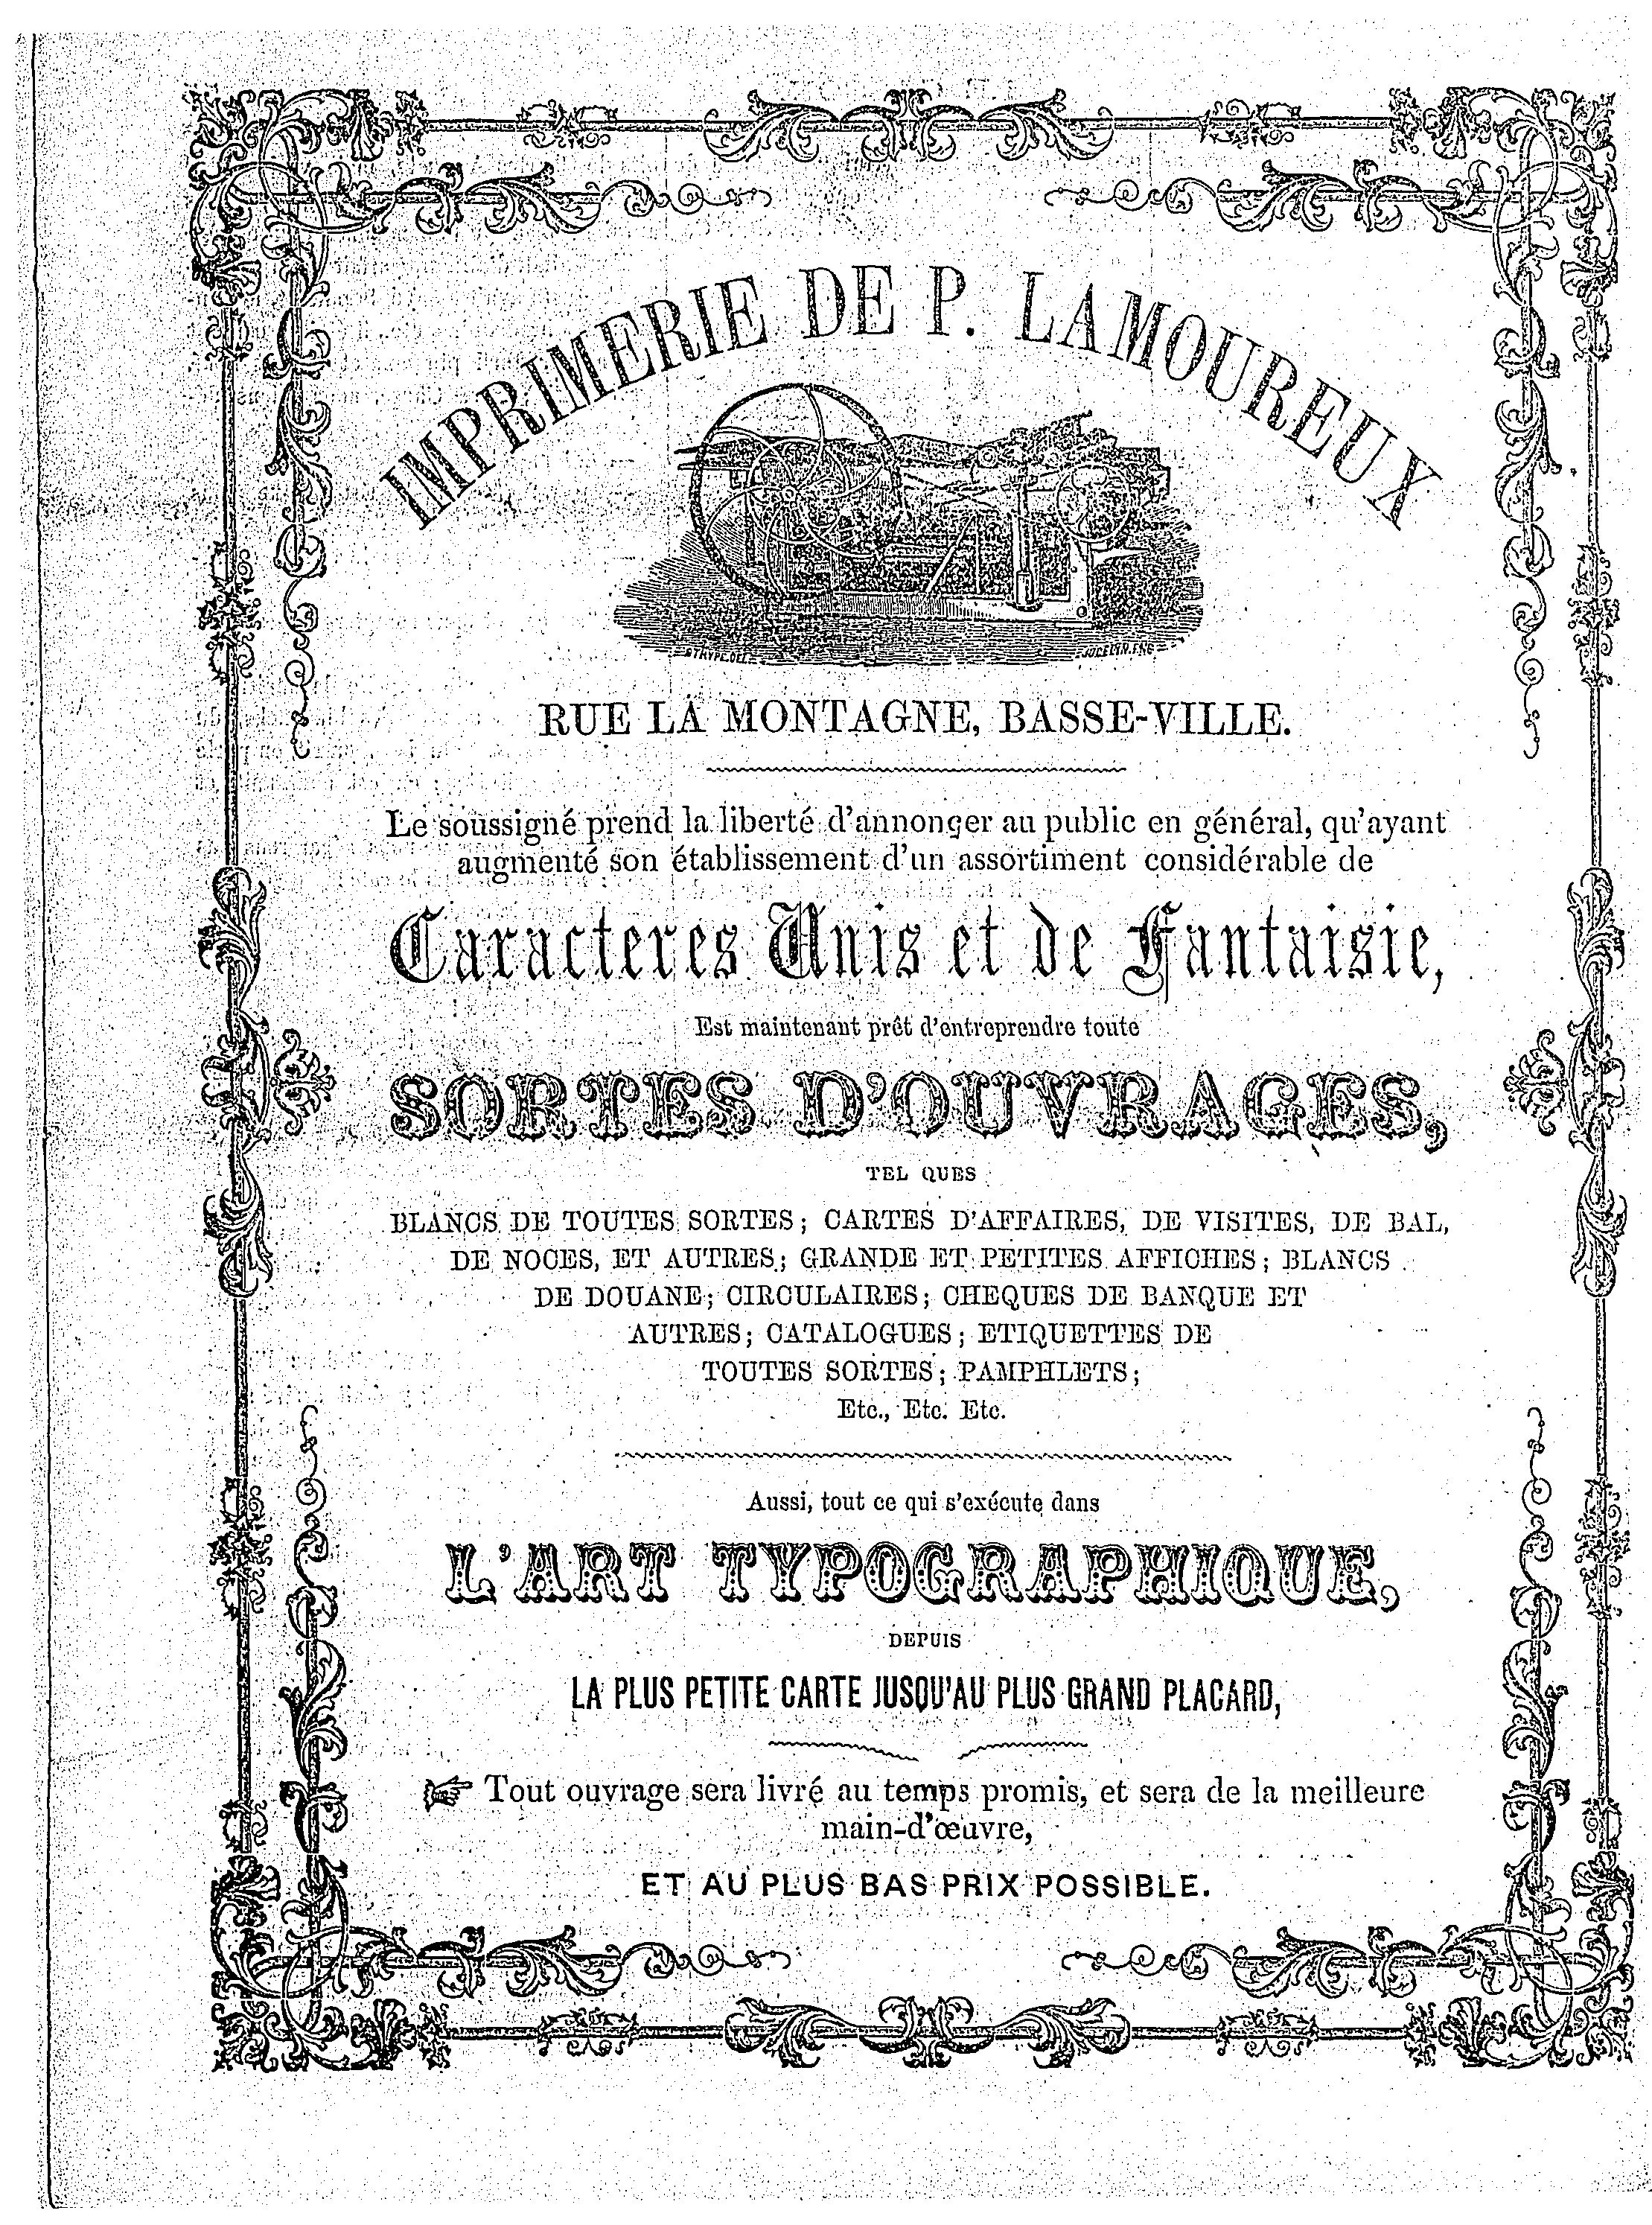 IMPRIMERIE DE P. LAMOUREUX
RUE LA MONTAGNE, BASSE-VILLE.
Le soussigné prend la liberté d'annonçer au public en général, qu'ayant
augmenté son établissement d'un assortiment considérable de
Caracteres Unis et de Fantaisie,
Est maintenant prêt d'entreprendre toute
SORTES D'OUVRAGES,
TEL QUES
BLANCS DE TOUTES SORTES; CARTES D'AFFAIRES, DE VISITES, DE BAL,
DE NOCES, ET AUTRES; GRANDE ET PETITES AFFICHES; BLANCS
DE DOUANE; CIRCULAIRES; CHEQUES DE BANQUE ET
AUTRES; CATALOGUES; ETIQUETTES DE
TOUTES SORTES; PAMPHLETS;
Etc., Etc. Etc.
Aussi, tout ce qui s'exécute dans
L'ART TYPOGRAPHIQUE,
DEPUIS
LA PLUS PETITE CARTE JUSQU'AU PLUS GRAND PLACARD,
☞ Tout ouvrage sera livré au temps promis, et sera de la meilleure
main-d'œuvre,
ET AU PLUS BAS PRIX POSSIBLE.